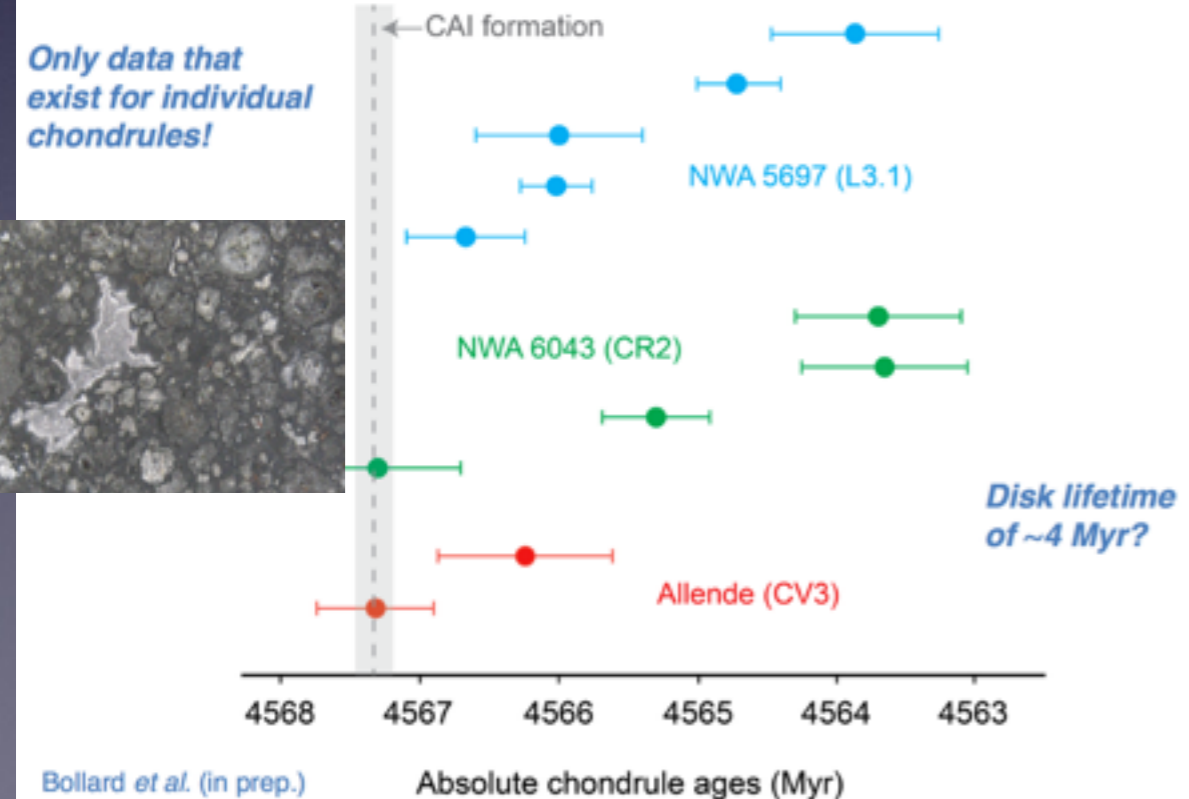 CAI formation
Only data that
exist for individual
chondrules!
NWA 5697 (L3.1)
NWA 6043 (CR2)
Disk lifetime
of ~4 Myr?
Allende (CV3)
4568 4567 4566 4565 4564 4563
Bollard et al. (in prep.) Absolute chondrule ages (Myr)